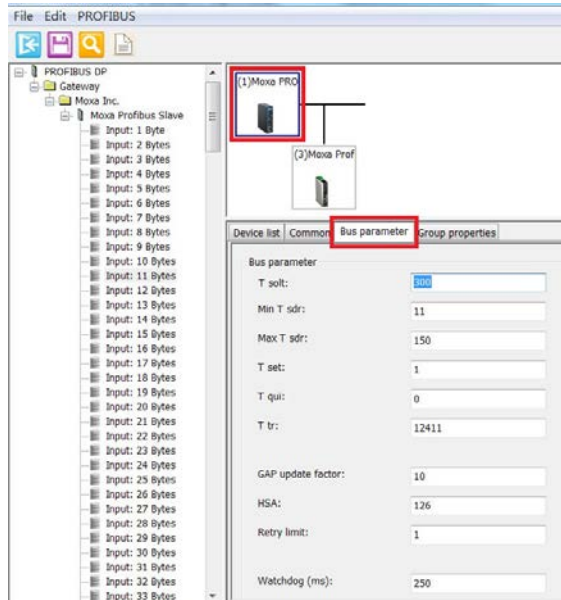 File Edit PROFIBUS
PROFIBUS DP
Gateway
Moxa Inc.
Moxa Profibus Slave
Input: 1 Byte
Input: 2 Bytes
Input: 3 Bytes
Input: 4 Bytes
Input: 5 Bytes
Input: 6 Bytes
Input: 7 Bytes
Input: 8 Bytes
Input: 9 Bytes
Input: 10 Bytes
Input: 11 Bytes
Input: 12 Bytes
Input: 13 Bytes
Input: 14 Bytes
Input: 15 Bytes
Input: 16 Bytes
Input: 17 Bytes
Input: 18 Bytes
Input: 19 Bytes
Input: 20 Bytes
Input: 21 Bytes
Input: 22 Bytes
Input: 23 Bytes
Input: 24 Bytes
Input: 25 Bytes
Input: 26 Bytes
Input: 27 Bytes
Input: 28 Bytes
Input: 29 Bytes
Input: 30 Bytes
Input: 31 Bytes
Input: 32 Bytes
Input: 33 Bytes
(1)Moxa PRO
(3)Moxa Prof
Device list Common Bus parameter Group properties
Bus parameter
T solt: 300
Min T sdr: 11
Max T sdr: 150
T set: 1
T qui: 0
T tr: 12411
GAP update factor: 10
HSA: 126
Retry limit: 1
Watchdog (ms): 250